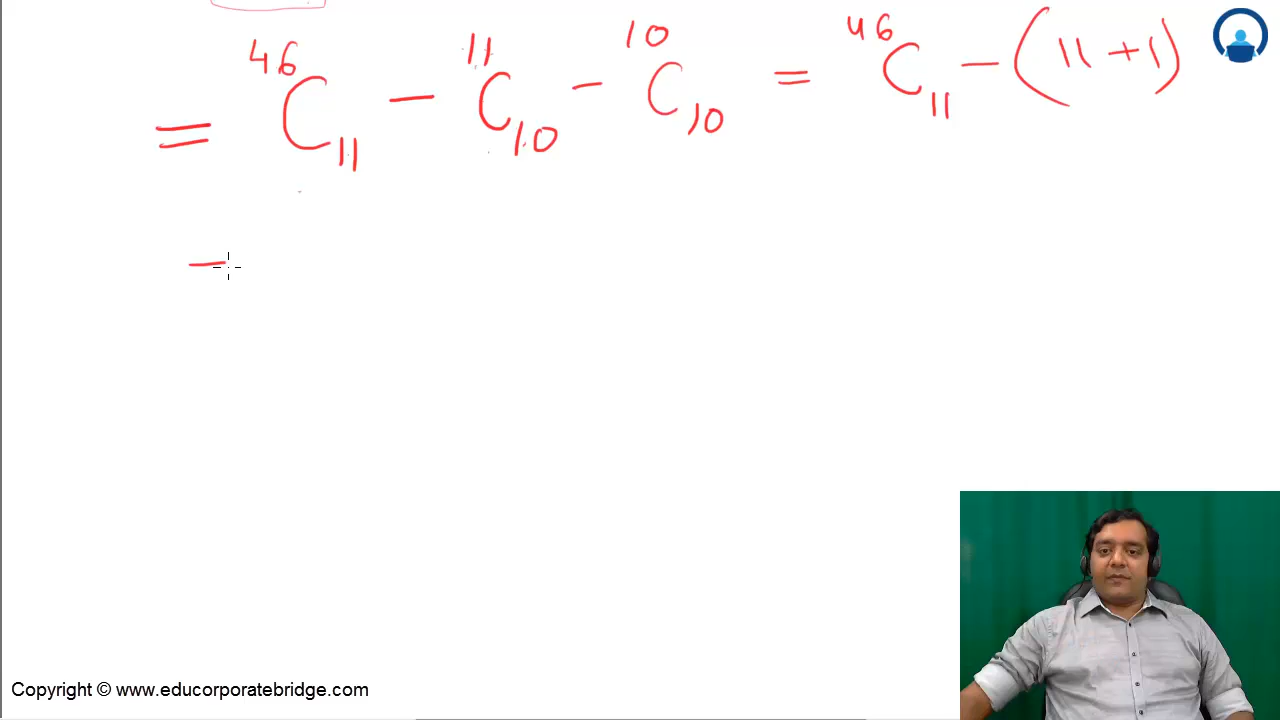 = ⁴⁶C₁₁ − ¹¹C₁₀ − ¹⁰C₁₀ = ⁴⁶C₁₁ − (11 + 1)
−
Copyright © www.educorporatebridge.com